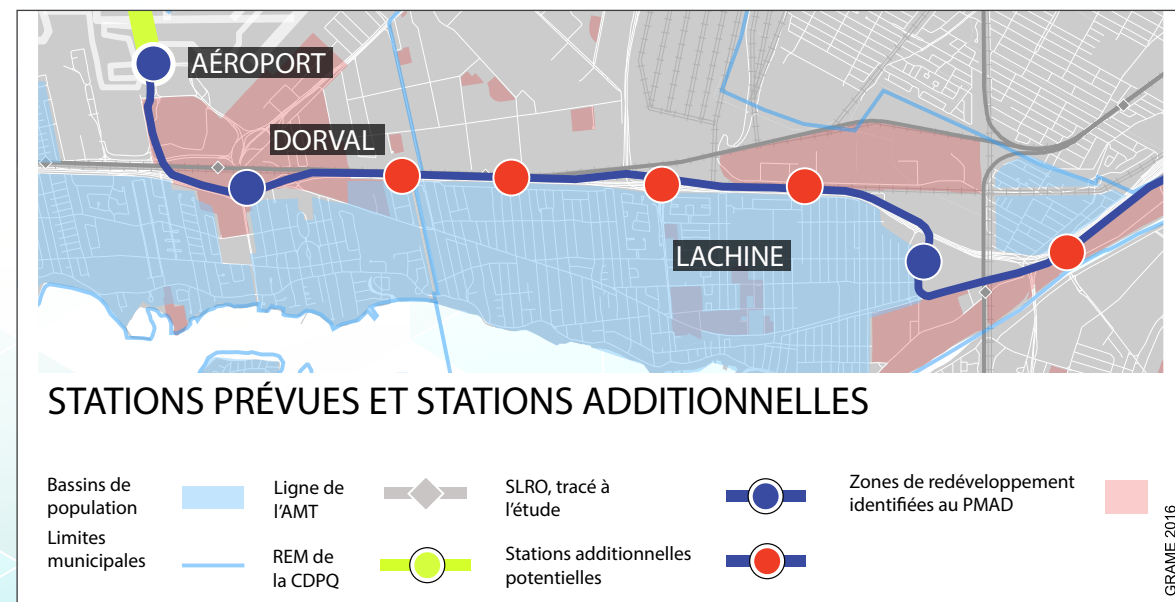 AÉROPORT
DORVAL
LACHINE
STATIONS PRÉVUES ET STATIONS ADDITIONNELLES
Bassins de
population
Limites
municipales
Ligne de
l'AMT
REM de
la CDPQ
SLRO, tracé à
l'étude
Stations additionnelles
potentielles
Zones de redéveloppement
identifiées au PMAD
GRAME 2016